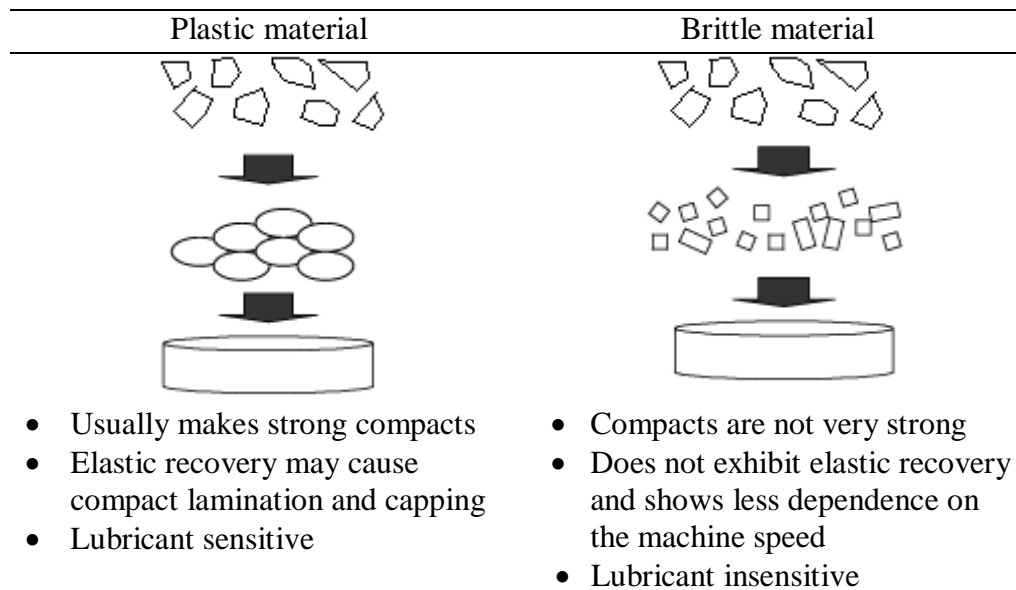 Plastic material
Brittle material
• Usually makes strong compacts
• Elastic recovery may cause
compact lamination and capping
• Lubricant sensitive
• Compacts are not very strong
• Does not exhibit elastic recovery
and shows less dependence on
the machine speed
• Lubricant insensitive